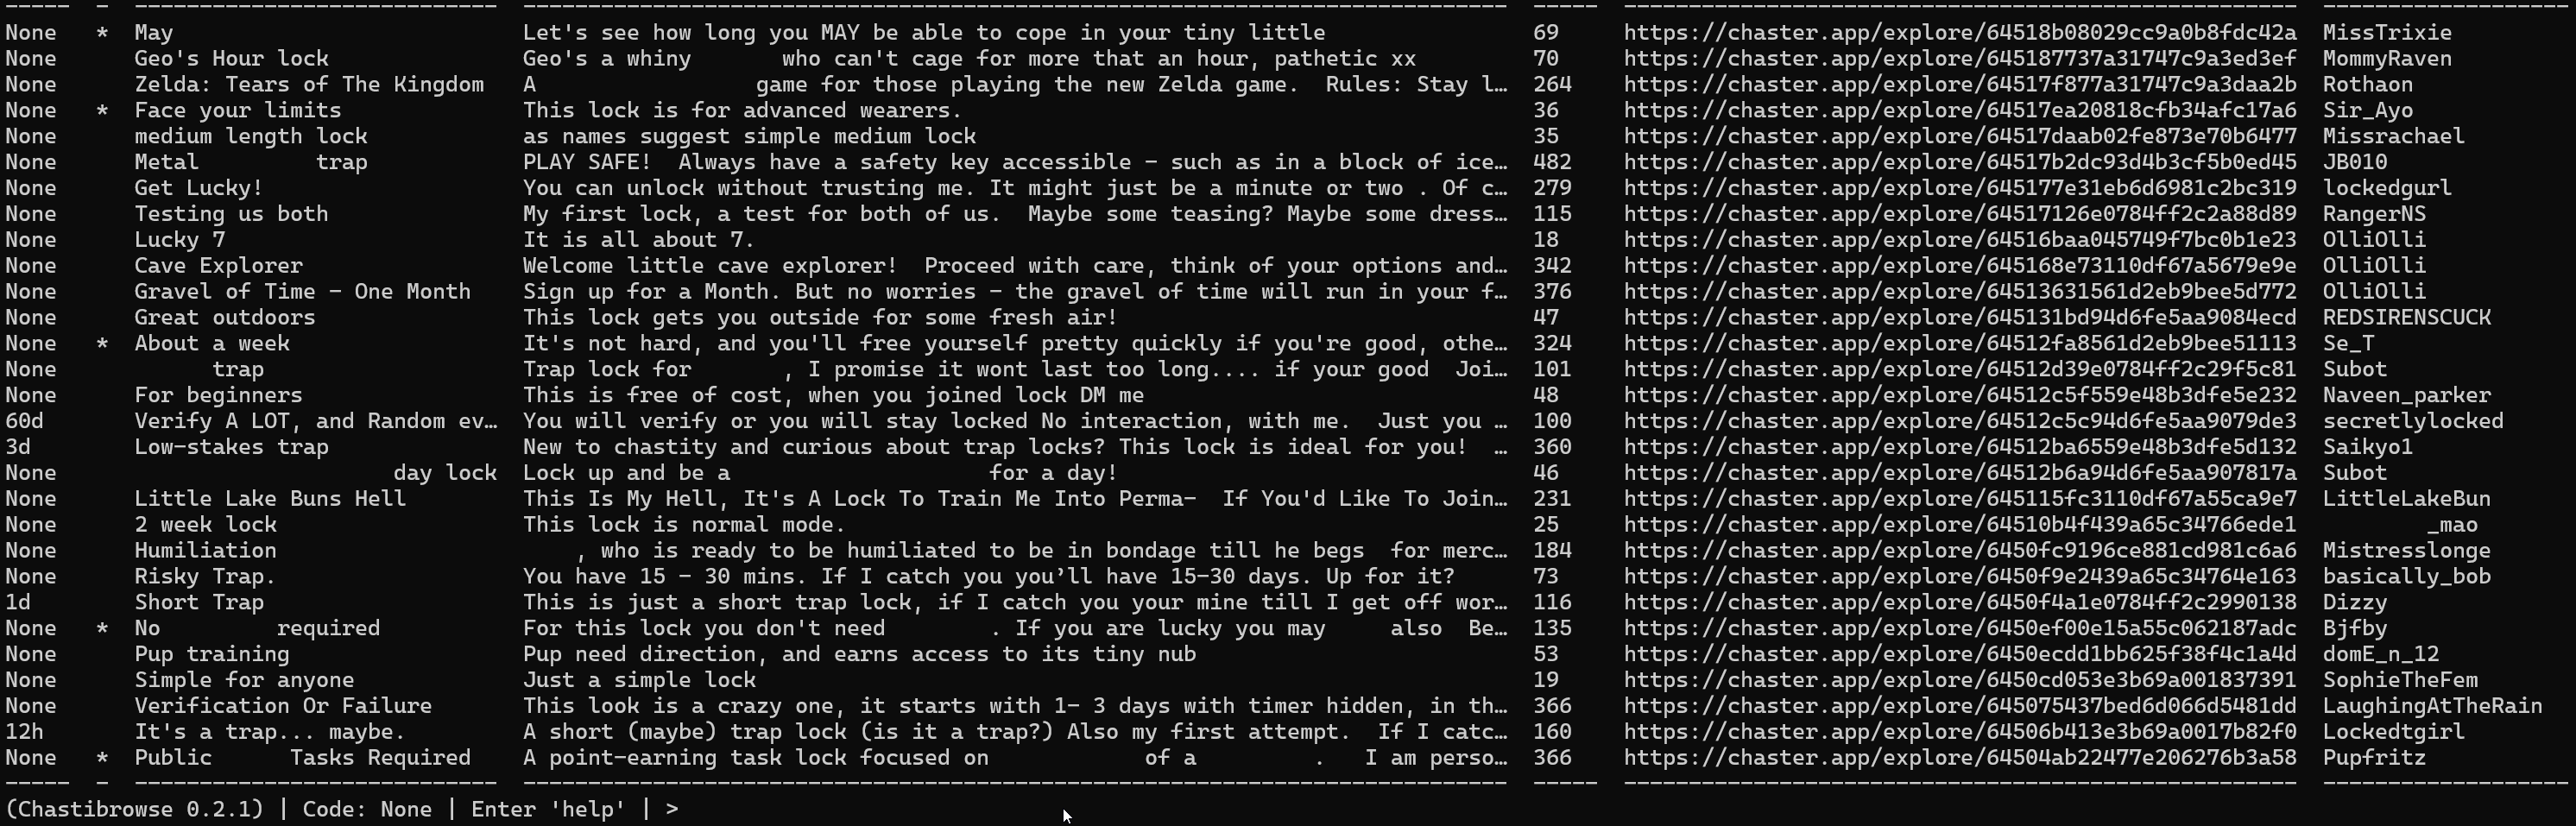 None * May Let's see how long you MAY be able to cope in your tiny little 69 https://chaster.app/explore/64518b08029cc9a0b8fdc42a MissTrixie
None Geo's Hour lock Geo's a whiny who can't cage for more that an hour, pathetic xx 70 https://chaster.app/explore/645187737a31747c9a3ed3ef MommyRaven
None Zelda: Tears of The Kingdom A game for those playing the new Zelda game. Rules: Stay l… 264 https://chaster.app/explore/64517f877a31747c9a3daa2b Rothaon
None * Face your limits This lock is for advanced wearers. 36 https://chaster.app/explore/64517ea20818cfb34afc17a6 Sir_Ayo
None medium length lock as names suggest simple medium lock 35 https://chaster.app/explore/64517daab02fe873e70b6477 Missrachael
None Metal trap PLAY SAFE! Always have a safety key accessible - such as in a block of ice… 482 https://chaster.app/explore/64517b2dc93d4b3cf5b0ed45 JB010
None Get Lucky! You can unlock without trusting me. It might just be a minute or two . Of c… 279 https://chaster.app/explore/645177e31eb6d6981c2bc319 lockedgurl
None Testing us both My first lock, a test for both of us. Maybe some teasing? Maybe some dress… 115 https://chaster.app/explore/64517126e0784ff2c2a88d89 RangerNS
None Lucky 7 It is all about 7. 18 https://chaster.app/explore/64516baa045749f7bc0b1e23 OlliOlli
None Cave Explorer Welcome little cave explorer! Proceed with care, think of your options and… 342 https://chaster.app/explore/645168e73110df67a5679e9e OlliOlli
None Gravel of Time - One Month Sign up for a Month. But no worries - the gravel of time will run in your f… 376 https://chaster.app/explore/64513631561d2eb9bee5d772 OlliOlli
None Great outdoors This lock gets you outside for some fresh air! 47 https://chaster.app/explore/645131bd94d6fe5aa9084ecd REDSIRENSCUCK
None * About a week It's not hard, and you'll free yourself pretty quickly if you're good, othe… 324 https://chaster.app/explore/64512fa8561d2eb9bee51113 Se_T
None trap Trap lock for , I promise it wont last too long.... if your good Joi… 101 https://chaster.app/explore/64512d39e0784ff2c29f5c81 Subot
None For beginners This is free of cost, when you joined lock DM me 48 https://chaster.app/explore/64512c5f559e48b3dfe5e232 Naveen_parker
60d Verify A LOT, and Random ev… You will verify or you will stay locked No interaction, with me. Just you … 100 https://chaster.app/explore/64512c5c94d6fe5aa9079de3 secretlylocked
3d Low-stakes trap New to chastity and curious about trap locks? This lock is ideal for you! … 360 https://chaster.app/explore/64512ba6559e48b3dfe5d132 Saikyo1
None day lock Lock up and be a for a day! 46 https://chaster.app/explore/64512b6a94d6fe5aa907817a Subot
None Little Lake Buns Hell This Is My Hell, It's A Lock To Train Me Into Perma- If You'd Like To Join… 231 https://chaster.app/explore/645115fc3110df67a55ca9e7 LittleLakeBun
None 2 week lock This lock is normal mode. 25 https://chaster.app/explore/64510b4f439a65c34766ede1 _mao
None Humiliation , who is ready to be humiliated to be in bondage till he begs for merc… 184 https://chaster.app/explore/6450fc9196ce881cd981c6a6 Mistresslonge
None Risky Trap. You have 15 - 30 mins. If I catch you you’ll have 15-30 days. Up for it? 73 https://chaster.app/explore/6450f9e2439a65c34764e163 basically_bob
1d Short Trap This is just a short trap lock, if I catch you your mine till I get off wor… 116 https://chaster.app/explore/6450f4a1e0784ff2c2990138 Dizzy
None * No required For this lock you don't need . If you are lucky you may also Be… 135 https://chaster.app/explore/6450ef00e15a55c062187adc Bjfby
None Pup training Pup need direction, and earns access to its tiny nub 53 https://chaster.app/explore/6450ecdd1bb625f38f4c1a4d domE_n_12
None Simple for anyone Just a simple lock 19 https://chaster.app/explore/6450cd053e3b69a001837391 SophieTheFem
None Verification Or Failure This look is a crazy one, it starts with 1- 3 days with timer hidden, in th… 366 https://chaster.app/explore/645075437bed6d066d5481dd LaughingAtTheRain
12h It's a trap... maybe. A short (maybe) trap lock (is it a trap?) Also my first attempt. If I catc… 160 https://chaster.app/explore/64506b413e3b69a0017b82f0 Lockedtgirl
None * Public Tasks Required A point-earning task lock focused on of a . I am perso… 366 https://chaster.app/explore/64504ab22477e206276b3a58 Pupfritz
(Chastibrowse 0.2.1) | Code: None | Enter 'help' | >